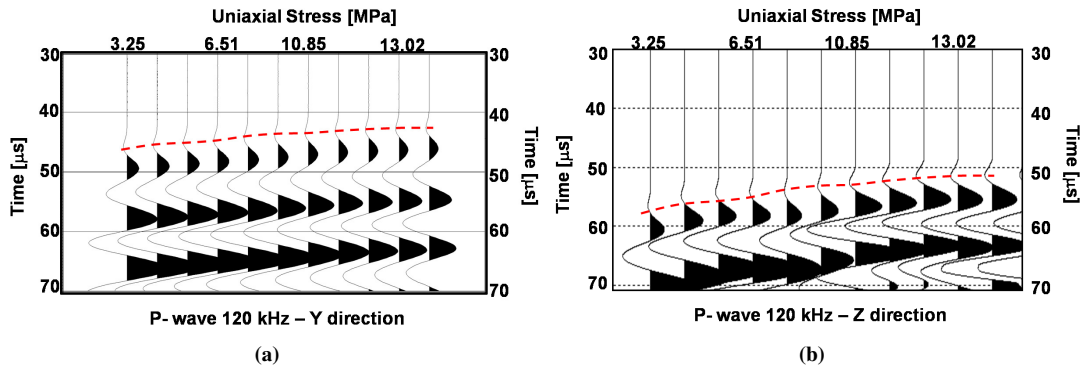 Uniaxial Stress [MPa]
3.25 6.51 10.85 13.02
30 30
40 40
50 50
60 60
70 70
Time [µs]
Time [µs]
P- wave 120 kHz – Y direction
(a)
Uniaxial Stress [MPa]
3.25 6.51 10.85 13.02
30 30
40 40
50 50
60 60
70 70
Time [µs]
Time [µs]
P- wave 120 kHz – Z direction
(b)